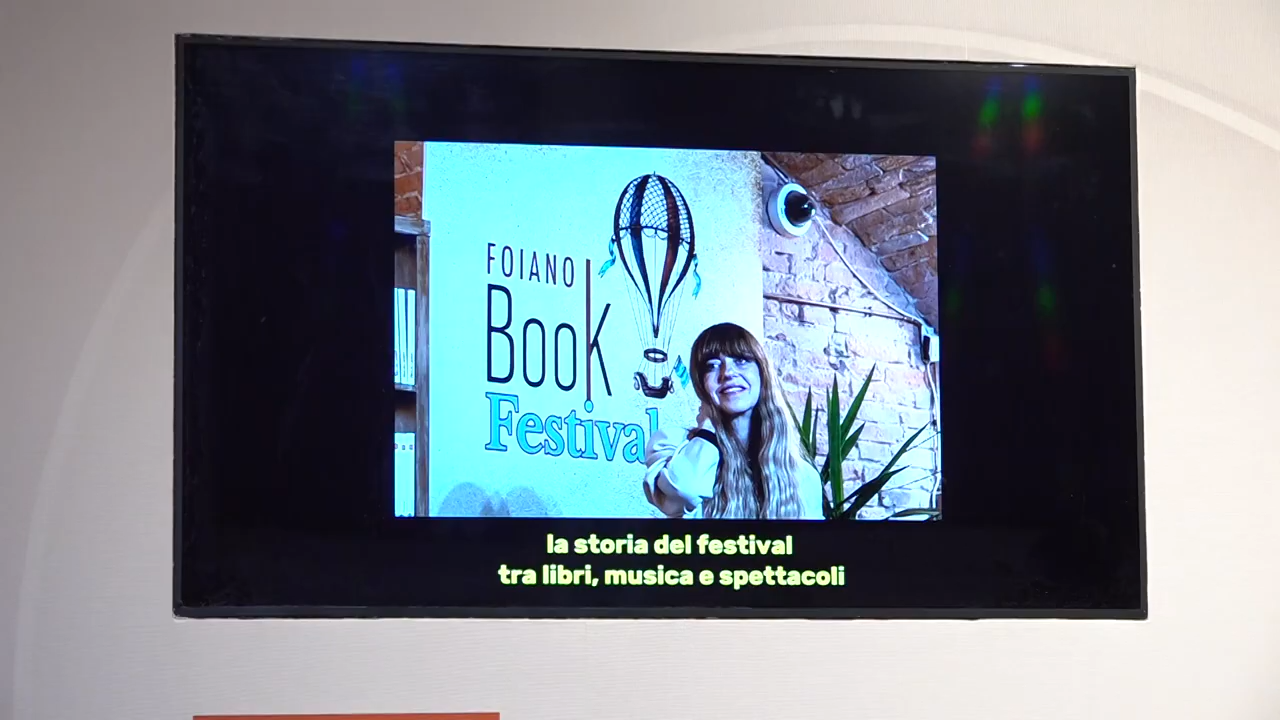 FOIANO
BooK
Festival
la storia del festival
tra libri, musica e spettacoli